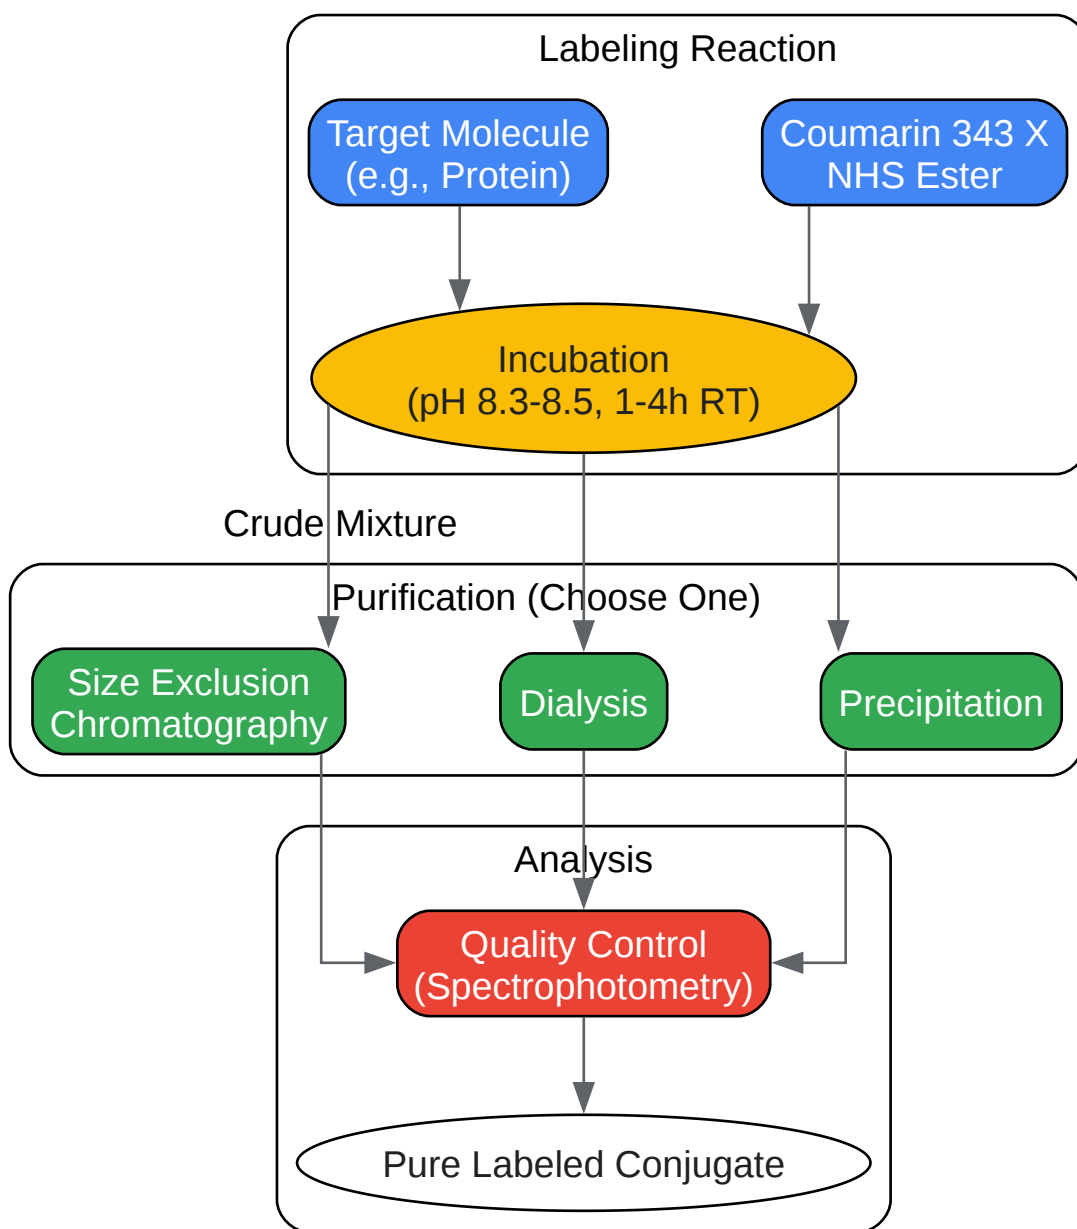 Labeling Reaction
Target Molecule
(e.g., Protein)
Coumarin 343 X
NHS Ester
Incubation
(pH 8.3-8.5, 1-4h RT)
Crude Mixture
Purification (Choose One)
Size Exclusion
Chromatography
Dialysis
Precipitation
Analysis
Quality Control
(Spectrophotometry)
Pure Labeled Conjugate